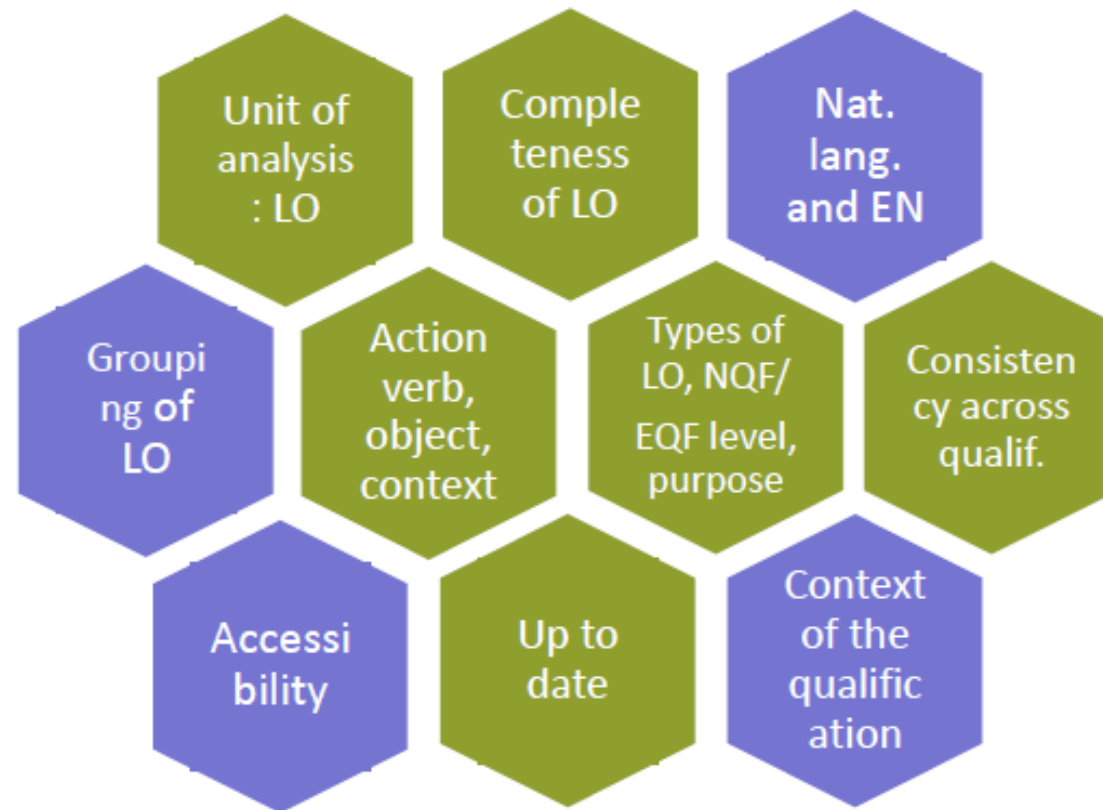 Unit of
analysis
: LO
Comple
teness
of LO
Nat.
lang.
and EN
Groupi
ng of
LO
Action
verb,
object,
context
Types of
LO, NQF/
EQF level,
purpose
Consisten
cy across
qualif.
Accessi
bility
Up to
date
Context
of the
qualific
ation